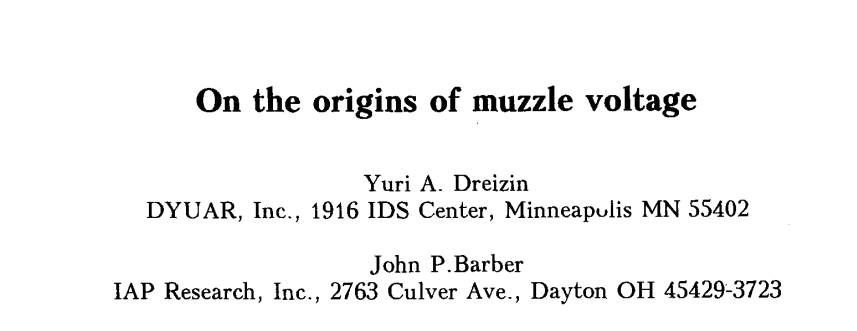 On the origins of muzzle voltage
Yuri A. Dreizin
DYUAR, Inc., 1916 IDS Center, Minneapolis MN 55402
John P.Barber
IAP Research, Inc., 2763 Culver Ave., Dayton OH 45429-3723